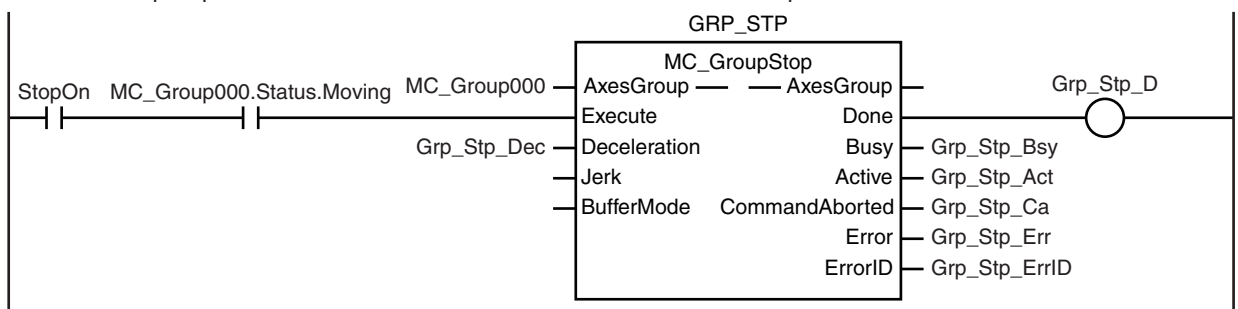 GRP_STP
MC_GroupStop
StopOn MC_Group000.Status.Moving MC_Group000 AxesGroup AxesGroup Grp_Stp_D
Execute Done
Grp_Stp_Dec Deceleration Busy Grp_Stp_Bsy
Jerk Active Grp_Stp_Act
BufferMode CommandAborted Grp_Stp_Ca
Error Grp_Stp_Err
ErrorID Grp_Stp_ErrID